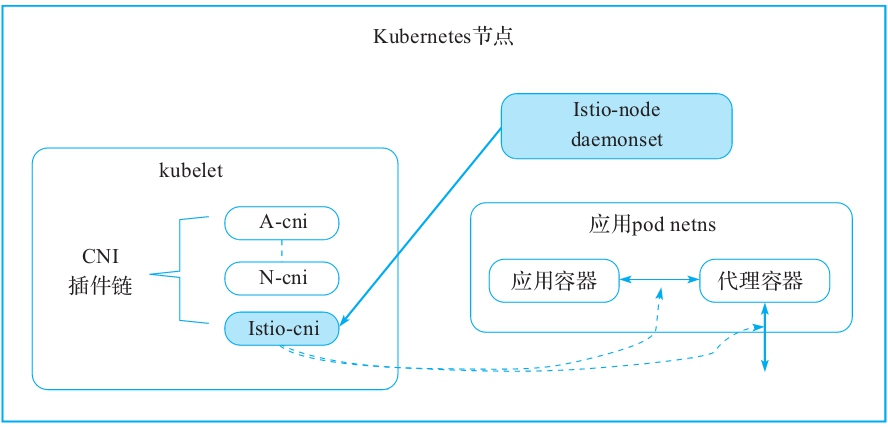 Kubernetes节点
Istio-node
daemonset
kubelet
A-cni
CNI
插件链
N-cni
Istio-cni
应用pod netns
应用容器
代理容器